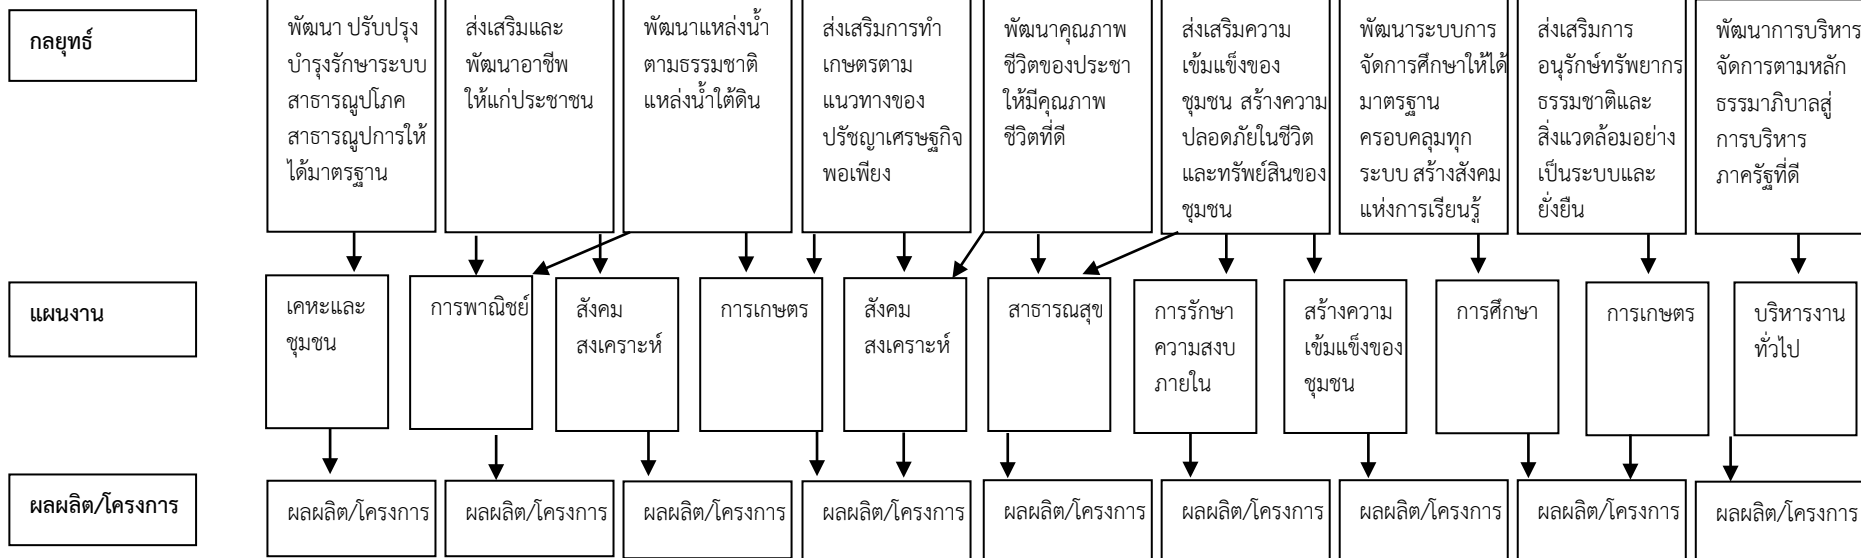 กลยุทธ์
พัฒนา ปรับปรุง
บำรุงรักษาระบบ
สาธารณูปโภค
สาธารณูปการให้
ได้มาตรฐาน
ส่งเสริมและ
พัฒนาอาชีพ
ให้แก่ประชาชน
พัฒนาแหล่งน้ำ
ตามธรรมชาติ
แหล่งน้ำใต้ดิน
ส่งเสริมการทำ
เกษตรตาม
แนวทางของ
ปรัชญาเศรษฐกิจ
พอเพียง
พัฒนาคุณภาพ
ชีวิตของประชา
ให้มีคุณภาพ
ชีวิตที่ดี
ส่งเสริมความ
เข้มแข็งของ
ชุมชน สร้างความ
ปลอดภัยในชีวิต
และทรัพย์สินของ
ชุมชน
พัฒนาระบบการ
จัดการศึกษาให้ได้
มาตรฐาน
ครอบคลุมทุก
ระบบ สร้างสังคม
แห่งการเรียนรู้
ส่งเสริมการ
อนุรักษ์ทรัพยากร
ธรรมชาติและ
สิ่งแวดล้อมอย่าง
เป็นระบบและ
ยั่งยืน
พัฒนาการบริหาร
จัดการตามหลัก
ธรรมาภิบาลสู่
การบริหาร
ภาครัฐที่ดี
แผนงาน
เคหะและ
ชุมชน
การพาณิชย์
สังคม
สงเคราะห์
การเกษตร
สังคม
สงเคราะห์
สาธารณสุข
การรักษา
ความสงบ
ภายใน
สร้างความ
เข้มแข็งของ
ชุมชน
การศึกษา
การเกษตร
บริหารงาน
ทั่วไป
ผลผลิต/โครงการ
ผลผลิต/โครงการ
ผลผลิต/โครงการ
ผลผลิต/โครงการ
ผลผลิต/โครงการ
ผลผลิต/โครงการ
ผลผลิต/โครงการ
ผลผลิต/โครงการ
ผลผลิต/โครงการ
ผลผลิต/โครงการ